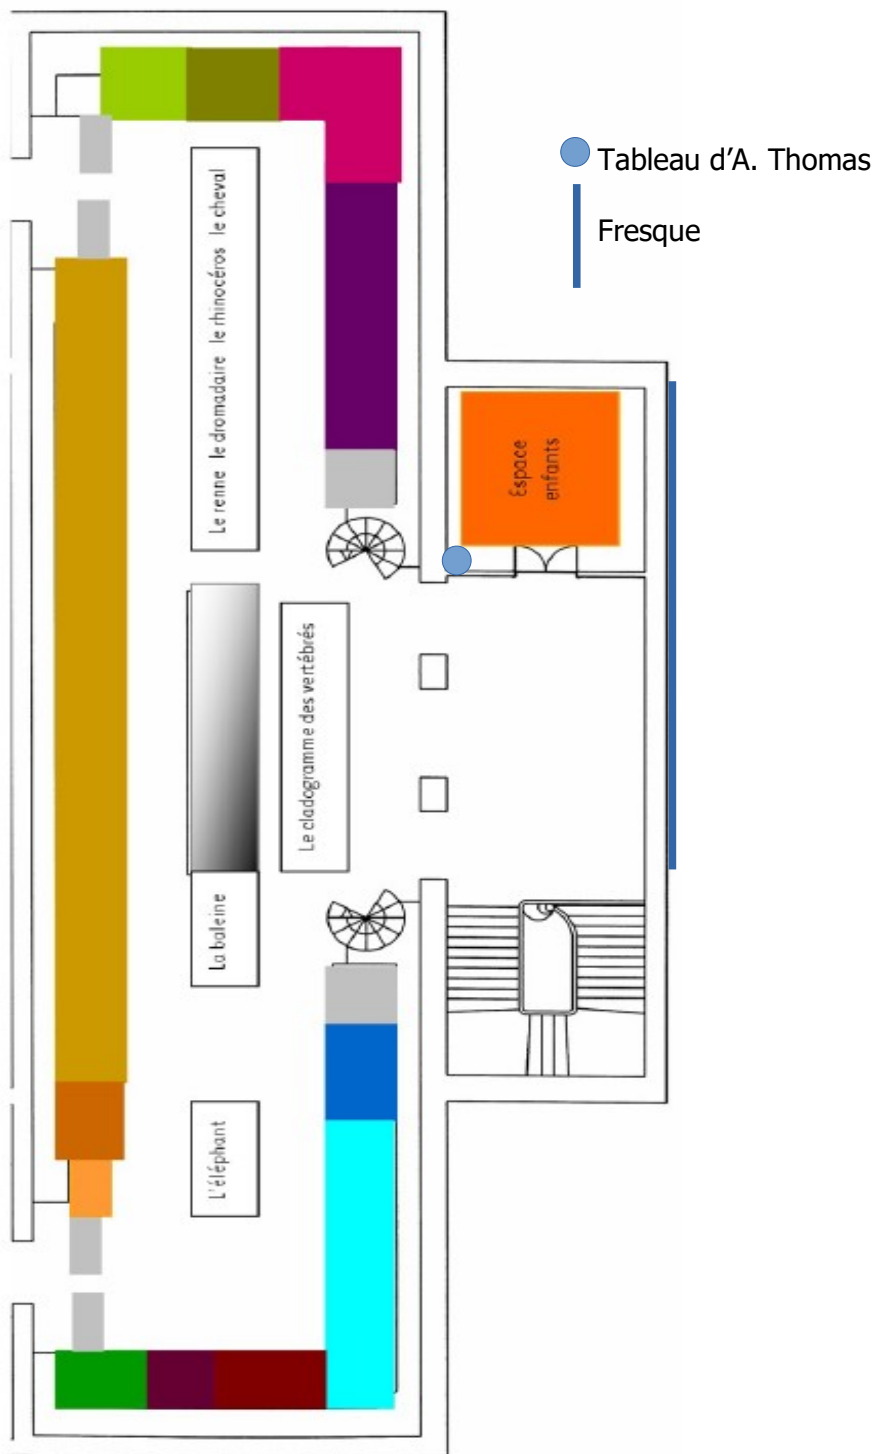 Tableau d'A. Thomas
Fresque
Le renne le dromadaire le rhinocéros le cheval
Espace
enfants
Le cladogramme des vertébrés
La baleine
L'éléphant